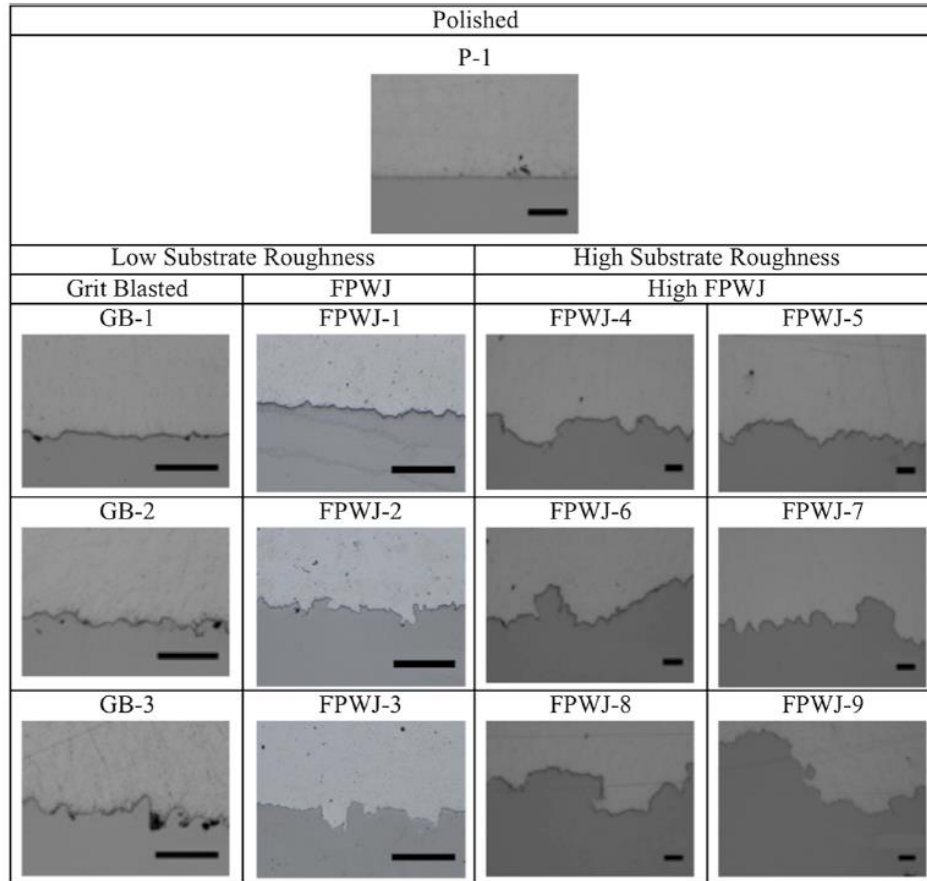 Polished
P-1
Low Substrate Roughness
High Substrate Roughness
Grit Blasted
FPWJ
High FPWJ
GB-1
FPWJ-1
FPWJ-4
FPWJ-5
GB-2
FPWJ-2
FPWJ-6
FPWJ-7
GB-3
FPWJ-3
FPWJ-8
FPWJ-9